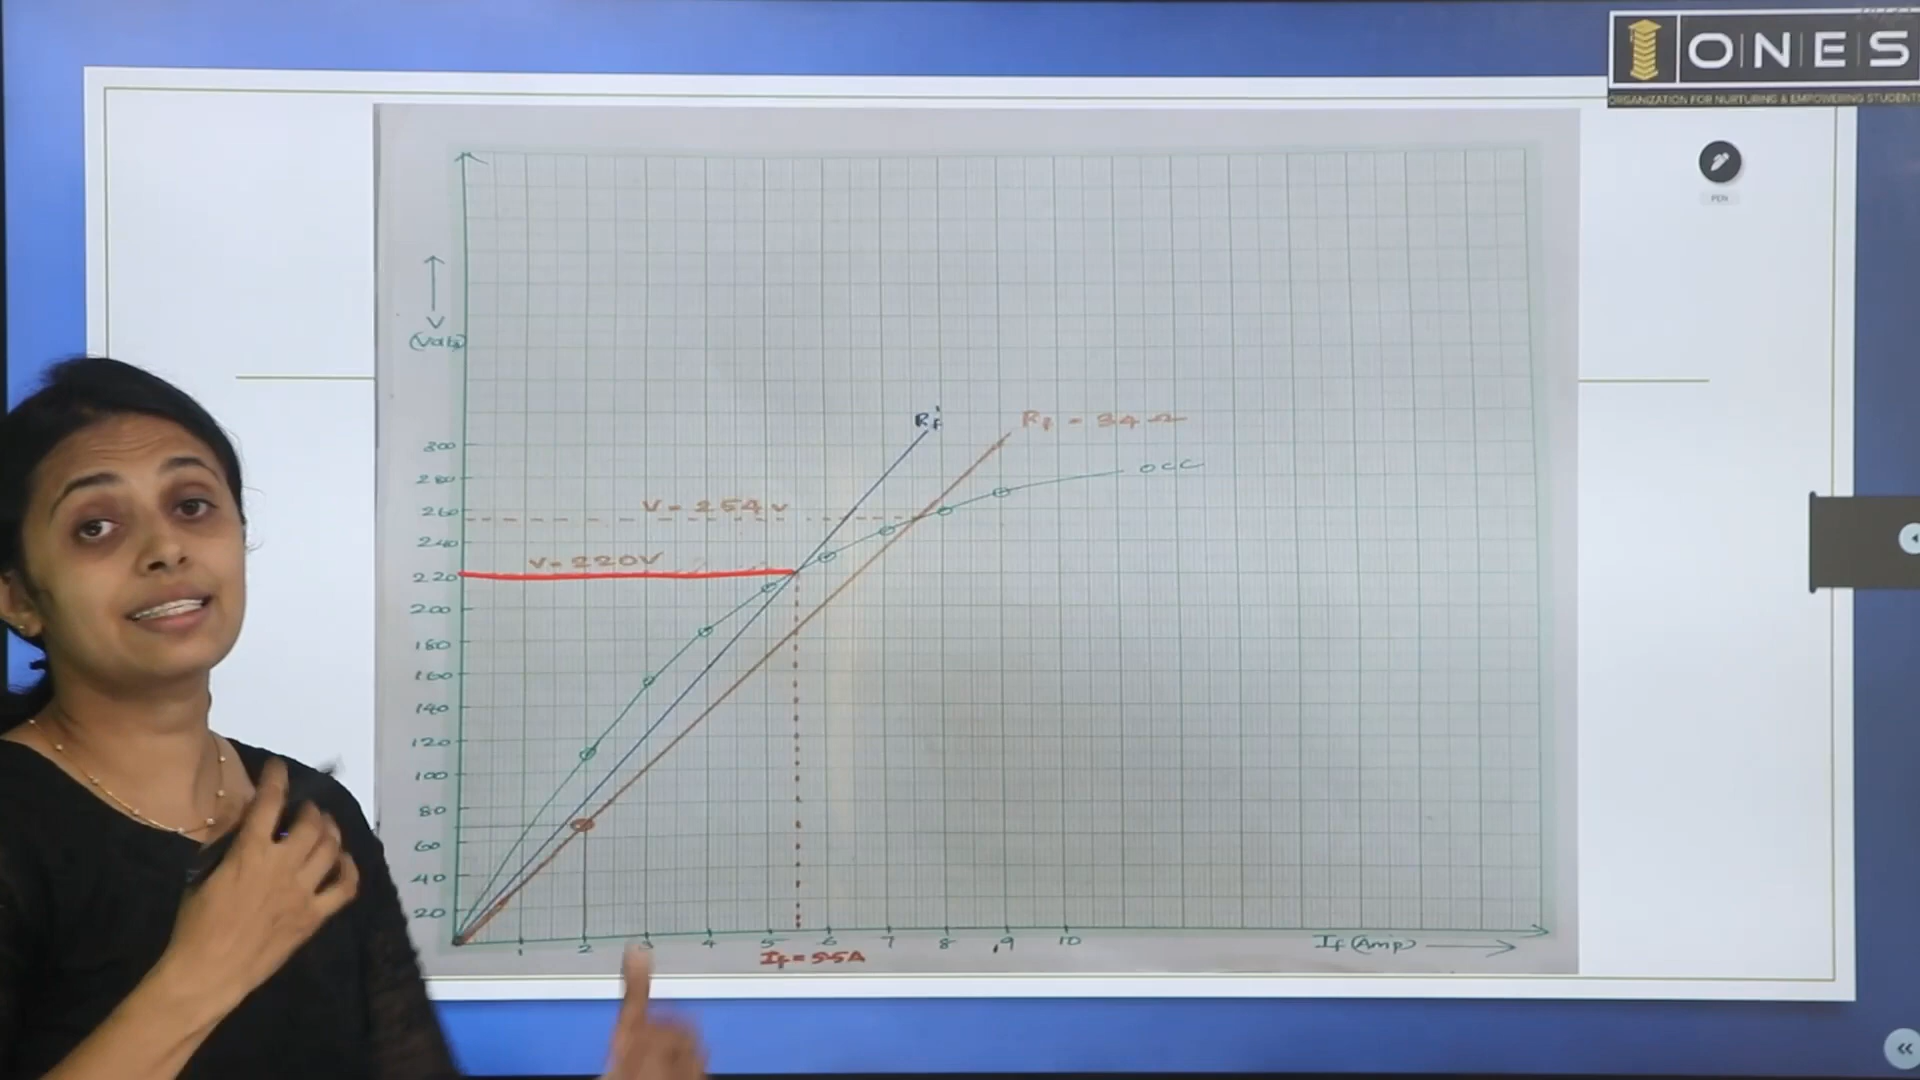 ONES
ORGANIZATION FOR NURTURING & EMPOWERING STUDENTS
PEN
V
(Volts)
Rf'
Rf = 34 Ω
OCC
V = 254 V
V = 220V
300
280
260
240
220
200
180
160
140
120
100
80
60
40
20
1 2 3 4 5 6 7 8 9 10
If (Amp)
If = 5.5A